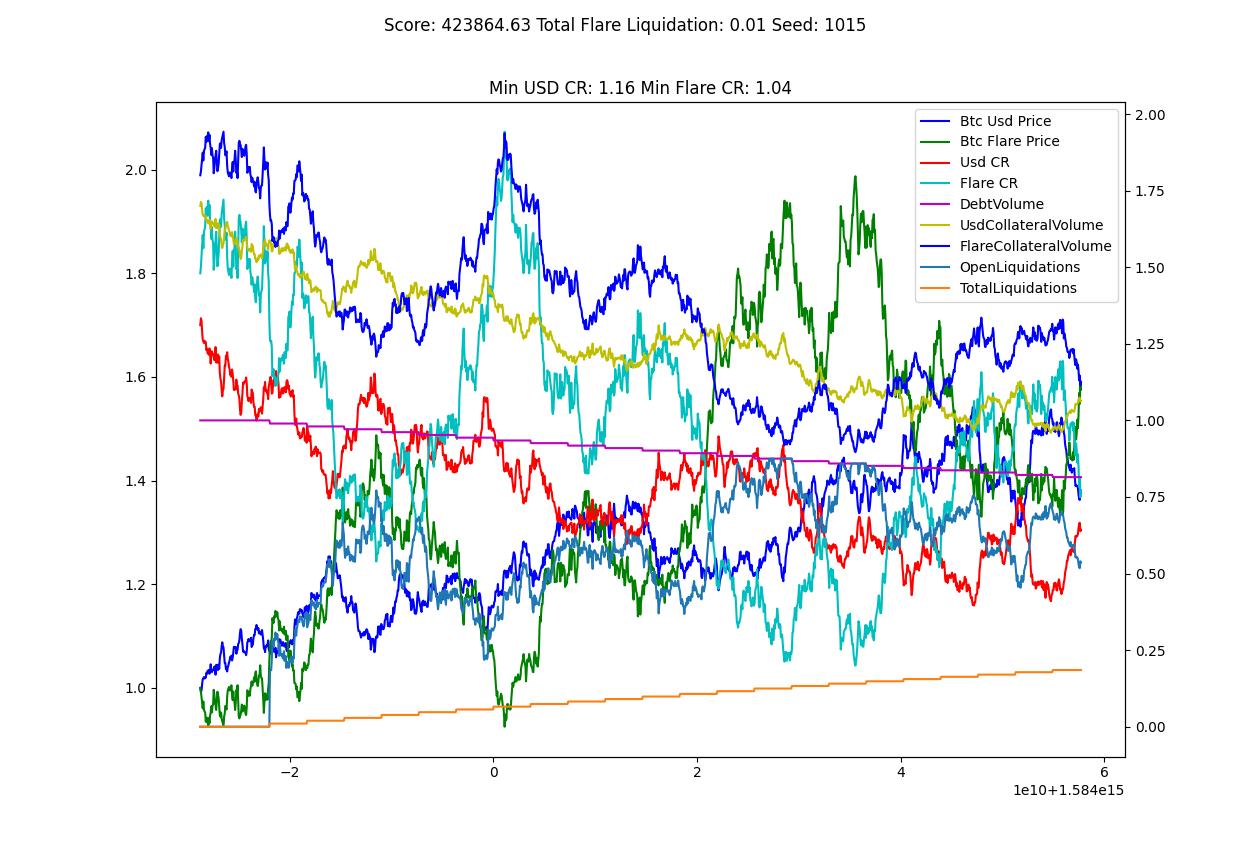 Score: 423864.63 Total Flare Liquidation: 0.01 Seed: 1015
Min USD CR: 1.16 Min Flare CR: 1.04
Btc Usd Price
Btc Flare Price
Usd CR
Flare CR
DebtVolume
UsdCollateralVolume
FlareCollateralVolume
OpenLiquidations
TotalLiquidations
2.0
1.8
1.6
1.4
1.2
1.0
2.00
1.75
1.50
1.25
1.00
0.75
0.50
0.25
0.00
−2 0 2 4 6
1e10+1.584e15